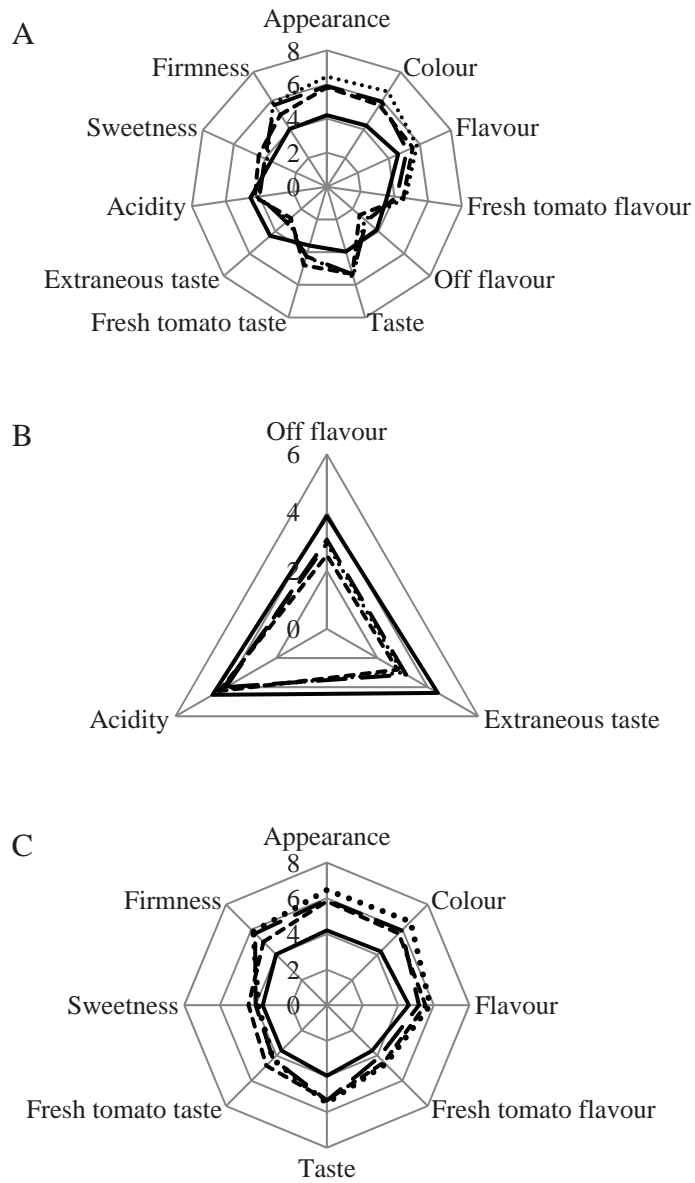 A
Appearance
8
Firmness
Colour
6
Sweetness
4
Flavour
2
0
Acidity
Fresh tomato flavour
Extraneous taste
Off flavour
Fresh tomato taste
Taste
B
Off flavour
6
4
2
0
Acidity
Extraneous taste
C
Appearance
8
Firmness
6
Colour
4
2
Sweetness
0
Flavour
Fresh tomato taste
Fresh tomato flavour
Taste